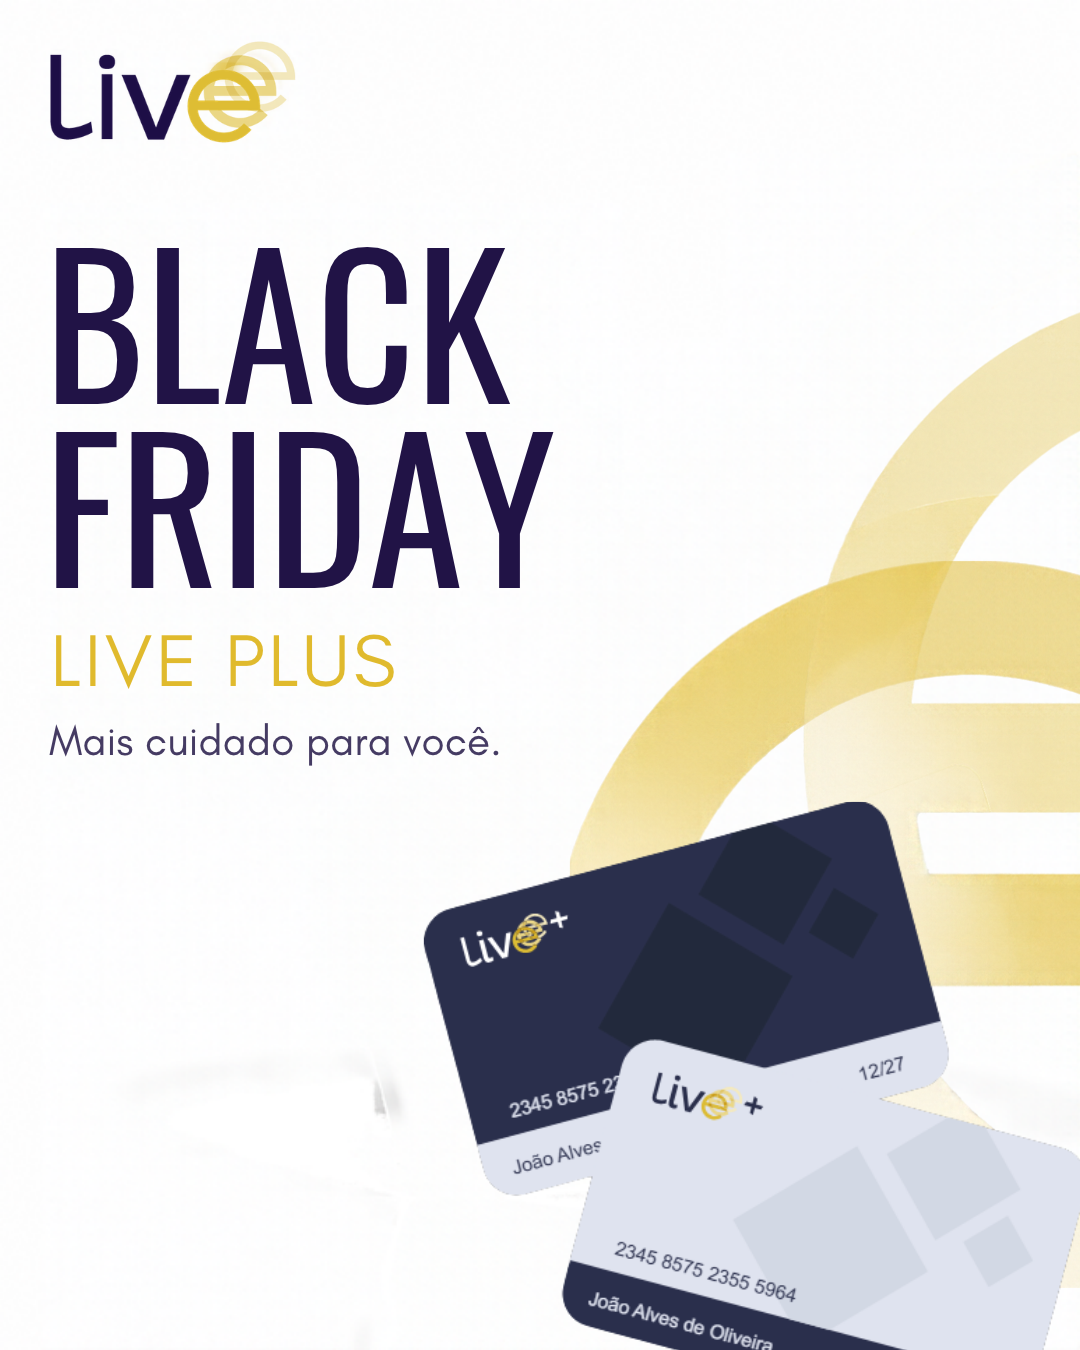 Live
BLACK
FRIDAY
LIVE PLUS
Mais cuidado para você.
Live+
2345 8575 22
12/27
João Alves
Live+
2345 8575 2355 5964
João Alves de Oliveira